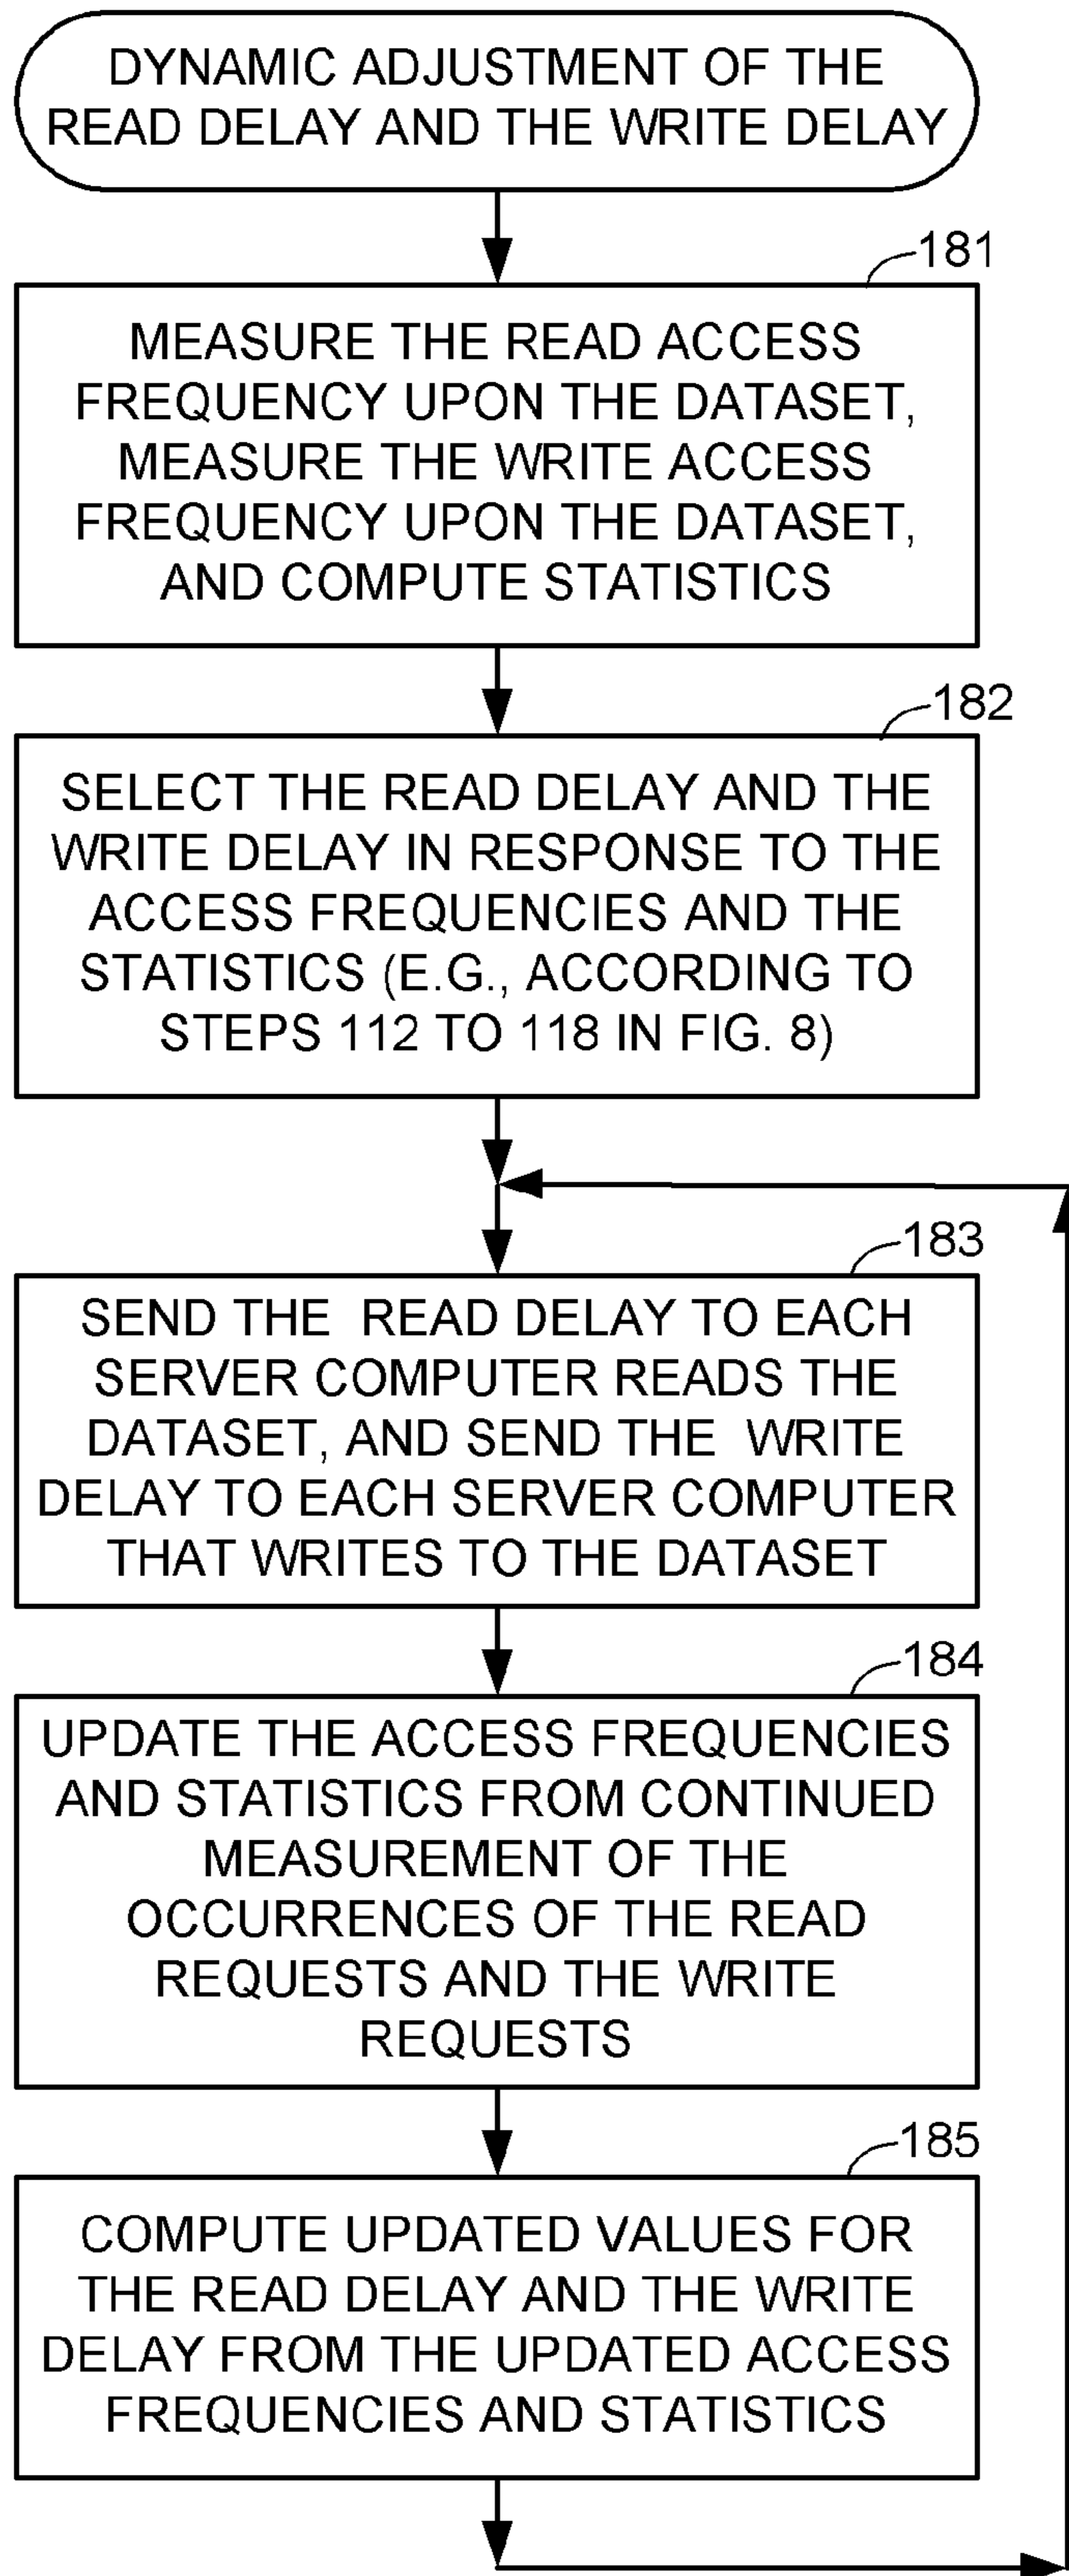 DYNAMIC ADJUSTMENT OF THE
READ DELAY AND THE WRITE DELAY
181
MEASURE THE READ ACCESS
FREQUENCY UPON THE DATASET,
MEASURE THE WRITE ACCESS
FREQUENCY UPON THE DATASET,
AND COMPUTE STATISTICS
182
SELECT THE READ DELAY AND THE
WRITE DELAY IN RESPONSE TO THE
ACCESS FREQUENCIES AND THE
STATISTICS (E.G., ACCORDING TO
STEPS 112 TO 118 IN FIG. 8)
183
SEND THE READ DELAY TO EACH
SERVER COMPUTER READS THE
DATASET, AND SEND THE WRITE
DELAY TO EACH SERVER COMPUTER
THAT WRITES TO THE DATASET
184
UPDATE THE ACCESS FREQUENCIES
AND STATISTICS FROM CONTINUED
MEASUREMENT OF THE
OCCURRENCES OF THE READ
REQUESTS AND THE WRITE
REQUESTS
185
COMPUTE UPDATED VALUES FOR
THE READ DELAY AND THE WRITE
DELAY FROM THE UPDATED ACCESS
FREQUENCIES AND STATISTICS